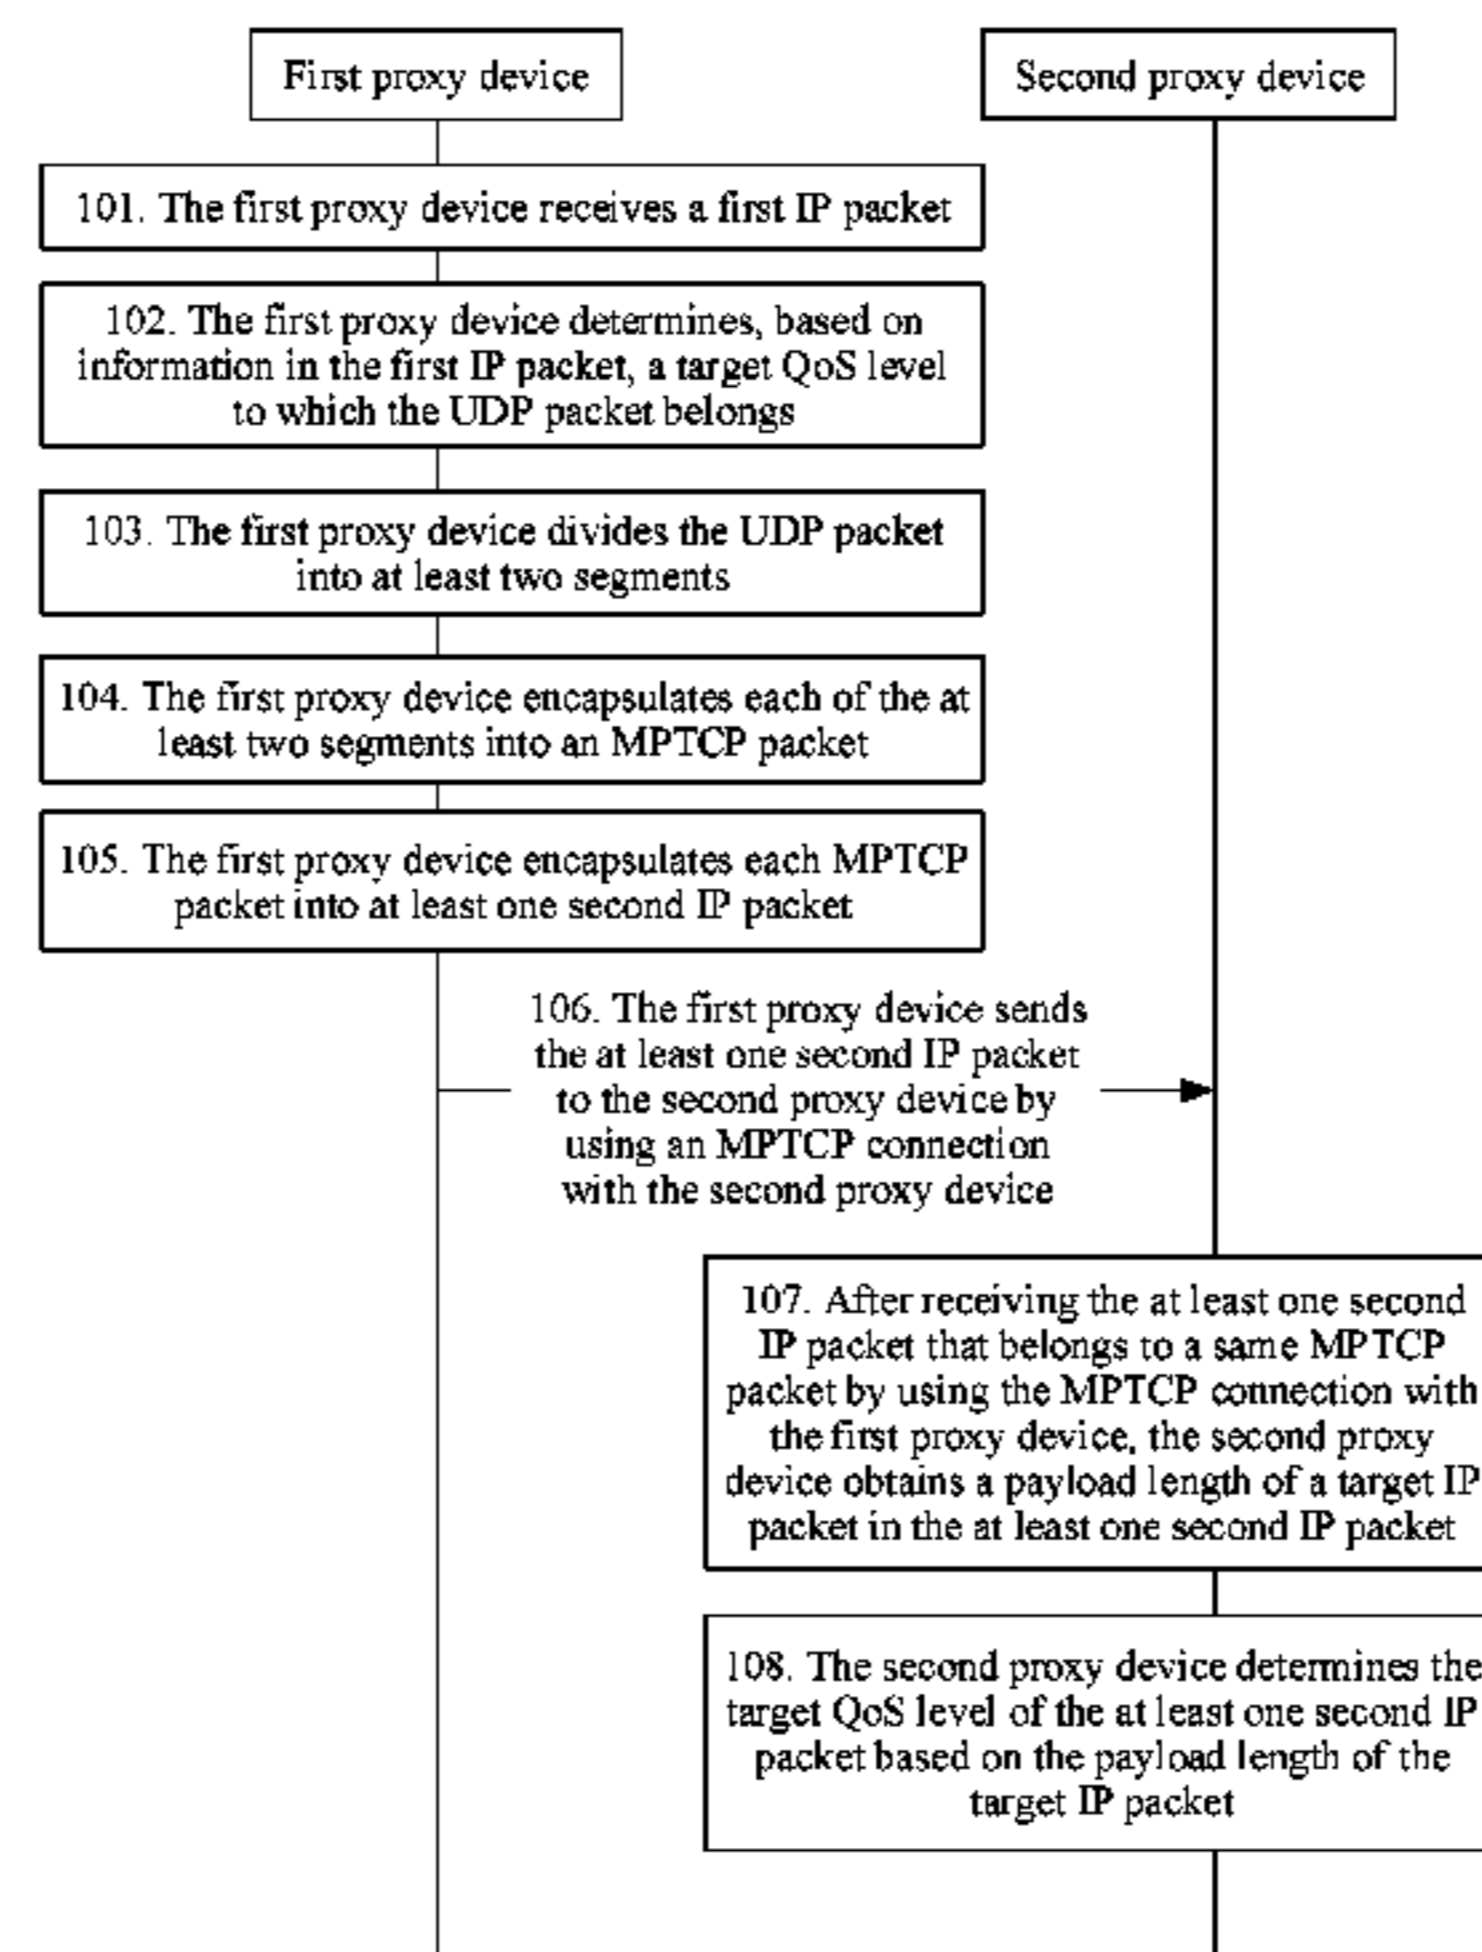 First proxy device
Second proxy device
101. The first proxy device receives a first IP packet
102. The first proxy device determines, based on
information in the first IP packet, a target QoS level
to which the UDP packet belongs
103. The first proxy device divides the UDP packet
into at least two segments
104. The first proxy device encapsulates each of the at
least two segments into an MPTCP packet
105. The first proxy device encapsulates each MPTCP
packet into at least one second IP packet
106. The first proxy device sends
the at least one second IP packet
to the second proxy device by
using an MPTCP connection
with the second proxy device
107. After receiving the at least one second
IP packet that belongs to a same MPTCP
packet by using the MPTCP connection with
the first proxy device, the second proxy
device obtains a payload length of a target IP
packet in the at least one second IP packet
108. The second proxy device determines the
target QoS level of the at least one second IP
packet based on the payload length of the
target IP packet